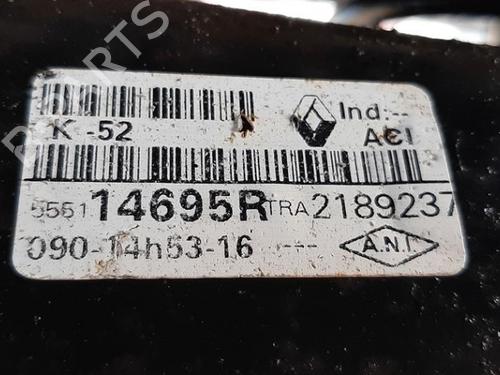 PARTS
K -52
Ind:--
ACI
555114695R TRA2189237
090-14h53-16 ---
A.N.I